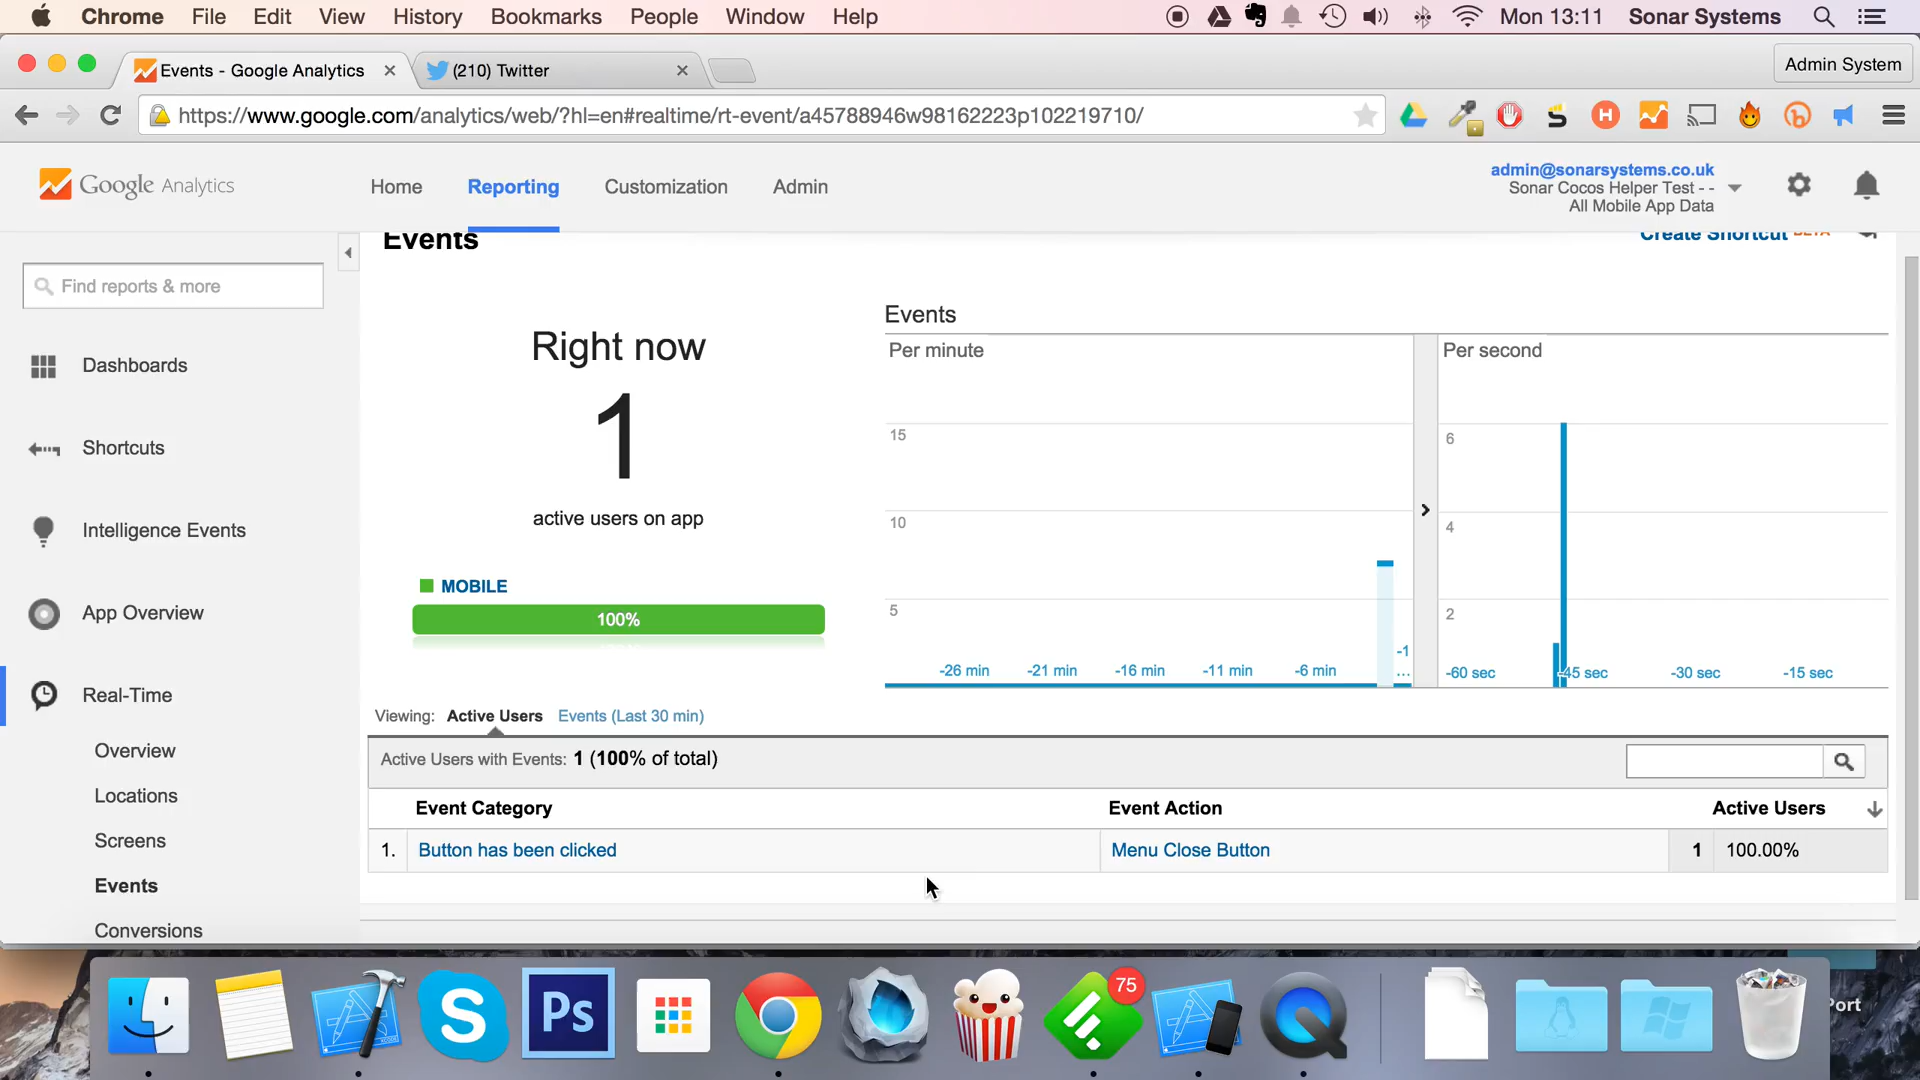 Chrome File Edit View History Bookmarks People Window Help Mon 13:11 Sonar Systems
Events - Google Analytics (210) Twitter Admin System
https://www.google.com/analytics/web/?hl=en#realtime/rt-event/a45788946w98162223p102219710/
Google Analytics Home Reporting Customization Admin
admin@sonarsystems.co.uk
Sonar Cocos Helper Test - -
All Mobile App Data
Events
Create Shortcut BETA
Find reports & more
Dashboards
Shortcuts
Intelligence Events
App Overview
Real-Time
Overview
Locations
Screens
Events
Conversions
Right now
1
active users on app
MOBILE
100%
Events
Per minute
15
10
5
-26 min -21 min -16 min -11 min -6 min -1
...
Per second
6
4
2
-60 sec -45 sec -30 sec -15 sec
Viewing: Active Users Events (Last 30 min)
Active Users with Events: 1 (100% of total)
Event Category Event Action Active Users
1. Button has been clicked Menu Close Button 1 100.00%
Ps
75
Port